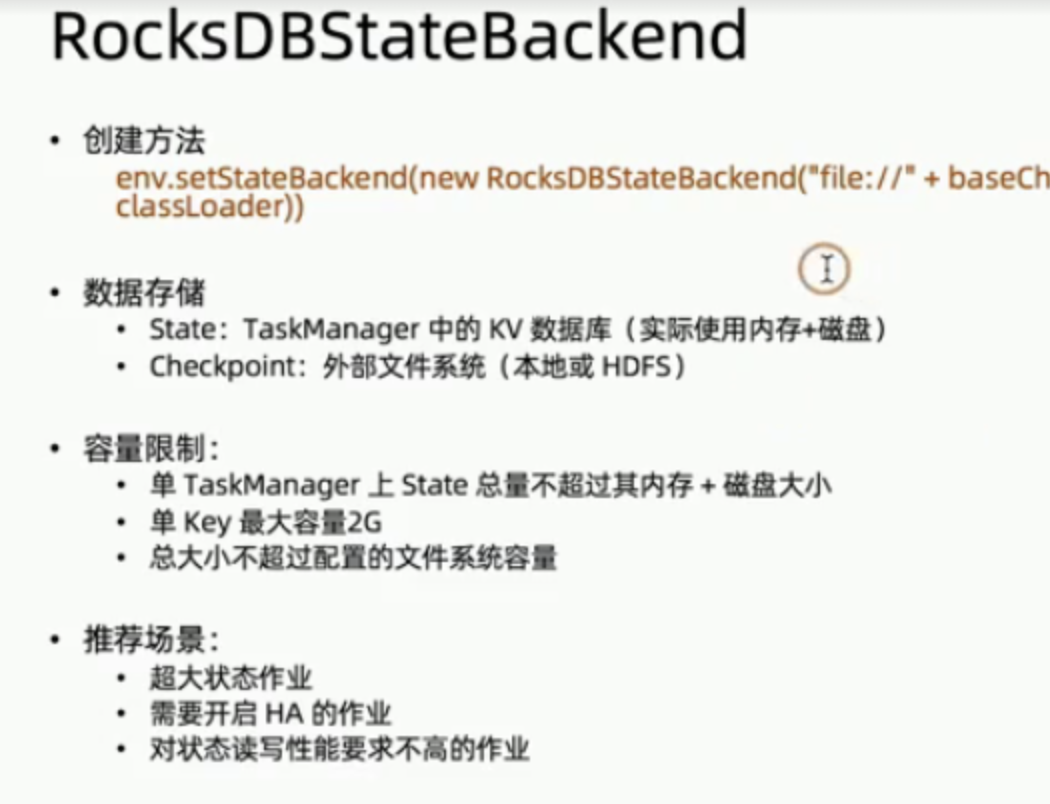 RocksDBStateBackend
• 创建方法
env.setStateBackend(new RocksDBStateBackend("file://" + baseCh
classLoader))
• 数据存储
• State：TaskManager 中的 KV 数据库（实际使用内存+磁盘）
• Checkpoint：外部文件系统（本地或 HDFS）
• 容量限制：
• 单 TaskManager 上 State 总量不超过其内存 + 磁盘大小
• 单 Key 最大容量2G
• 总大小不超过配置的文件系统容量
• 推荐场景：
• 超大状态作业
• 需要开启 HA 的作业
• 对状态读写性能要求不高的作业